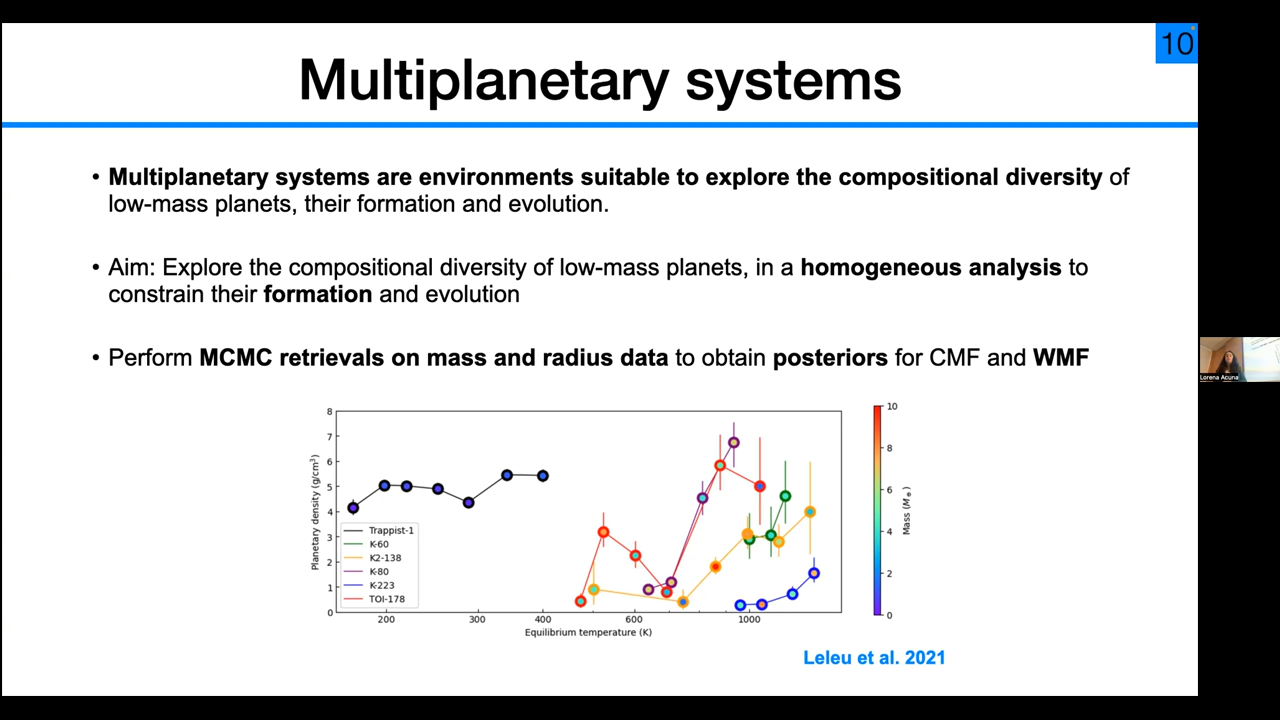 10
Multiplanetary systems
• Multiplanetary systems are environments suitable to explore the compositional diversity of
low-mass planets, their formation and evolution.
• Aim: Explore the compositional diversity of low-mass planets, in a homogeneous analysis to
constrain their formation and evolution
• Perform MCMC retrievals on mass and radius data to obtain posteriors for CMF and WMF
Planetary density (g/cm³)
8
7
6
5
4
3
2
1
0
Trappist-1
K-60
K2-138
K-80
K-223
TOI-178
200
300
400
600
1000
Equilibrium temperature (K)
10
8
6
4
2
0
Mass (M⊕)
Leleu et al. 2021
Lorena Acuna